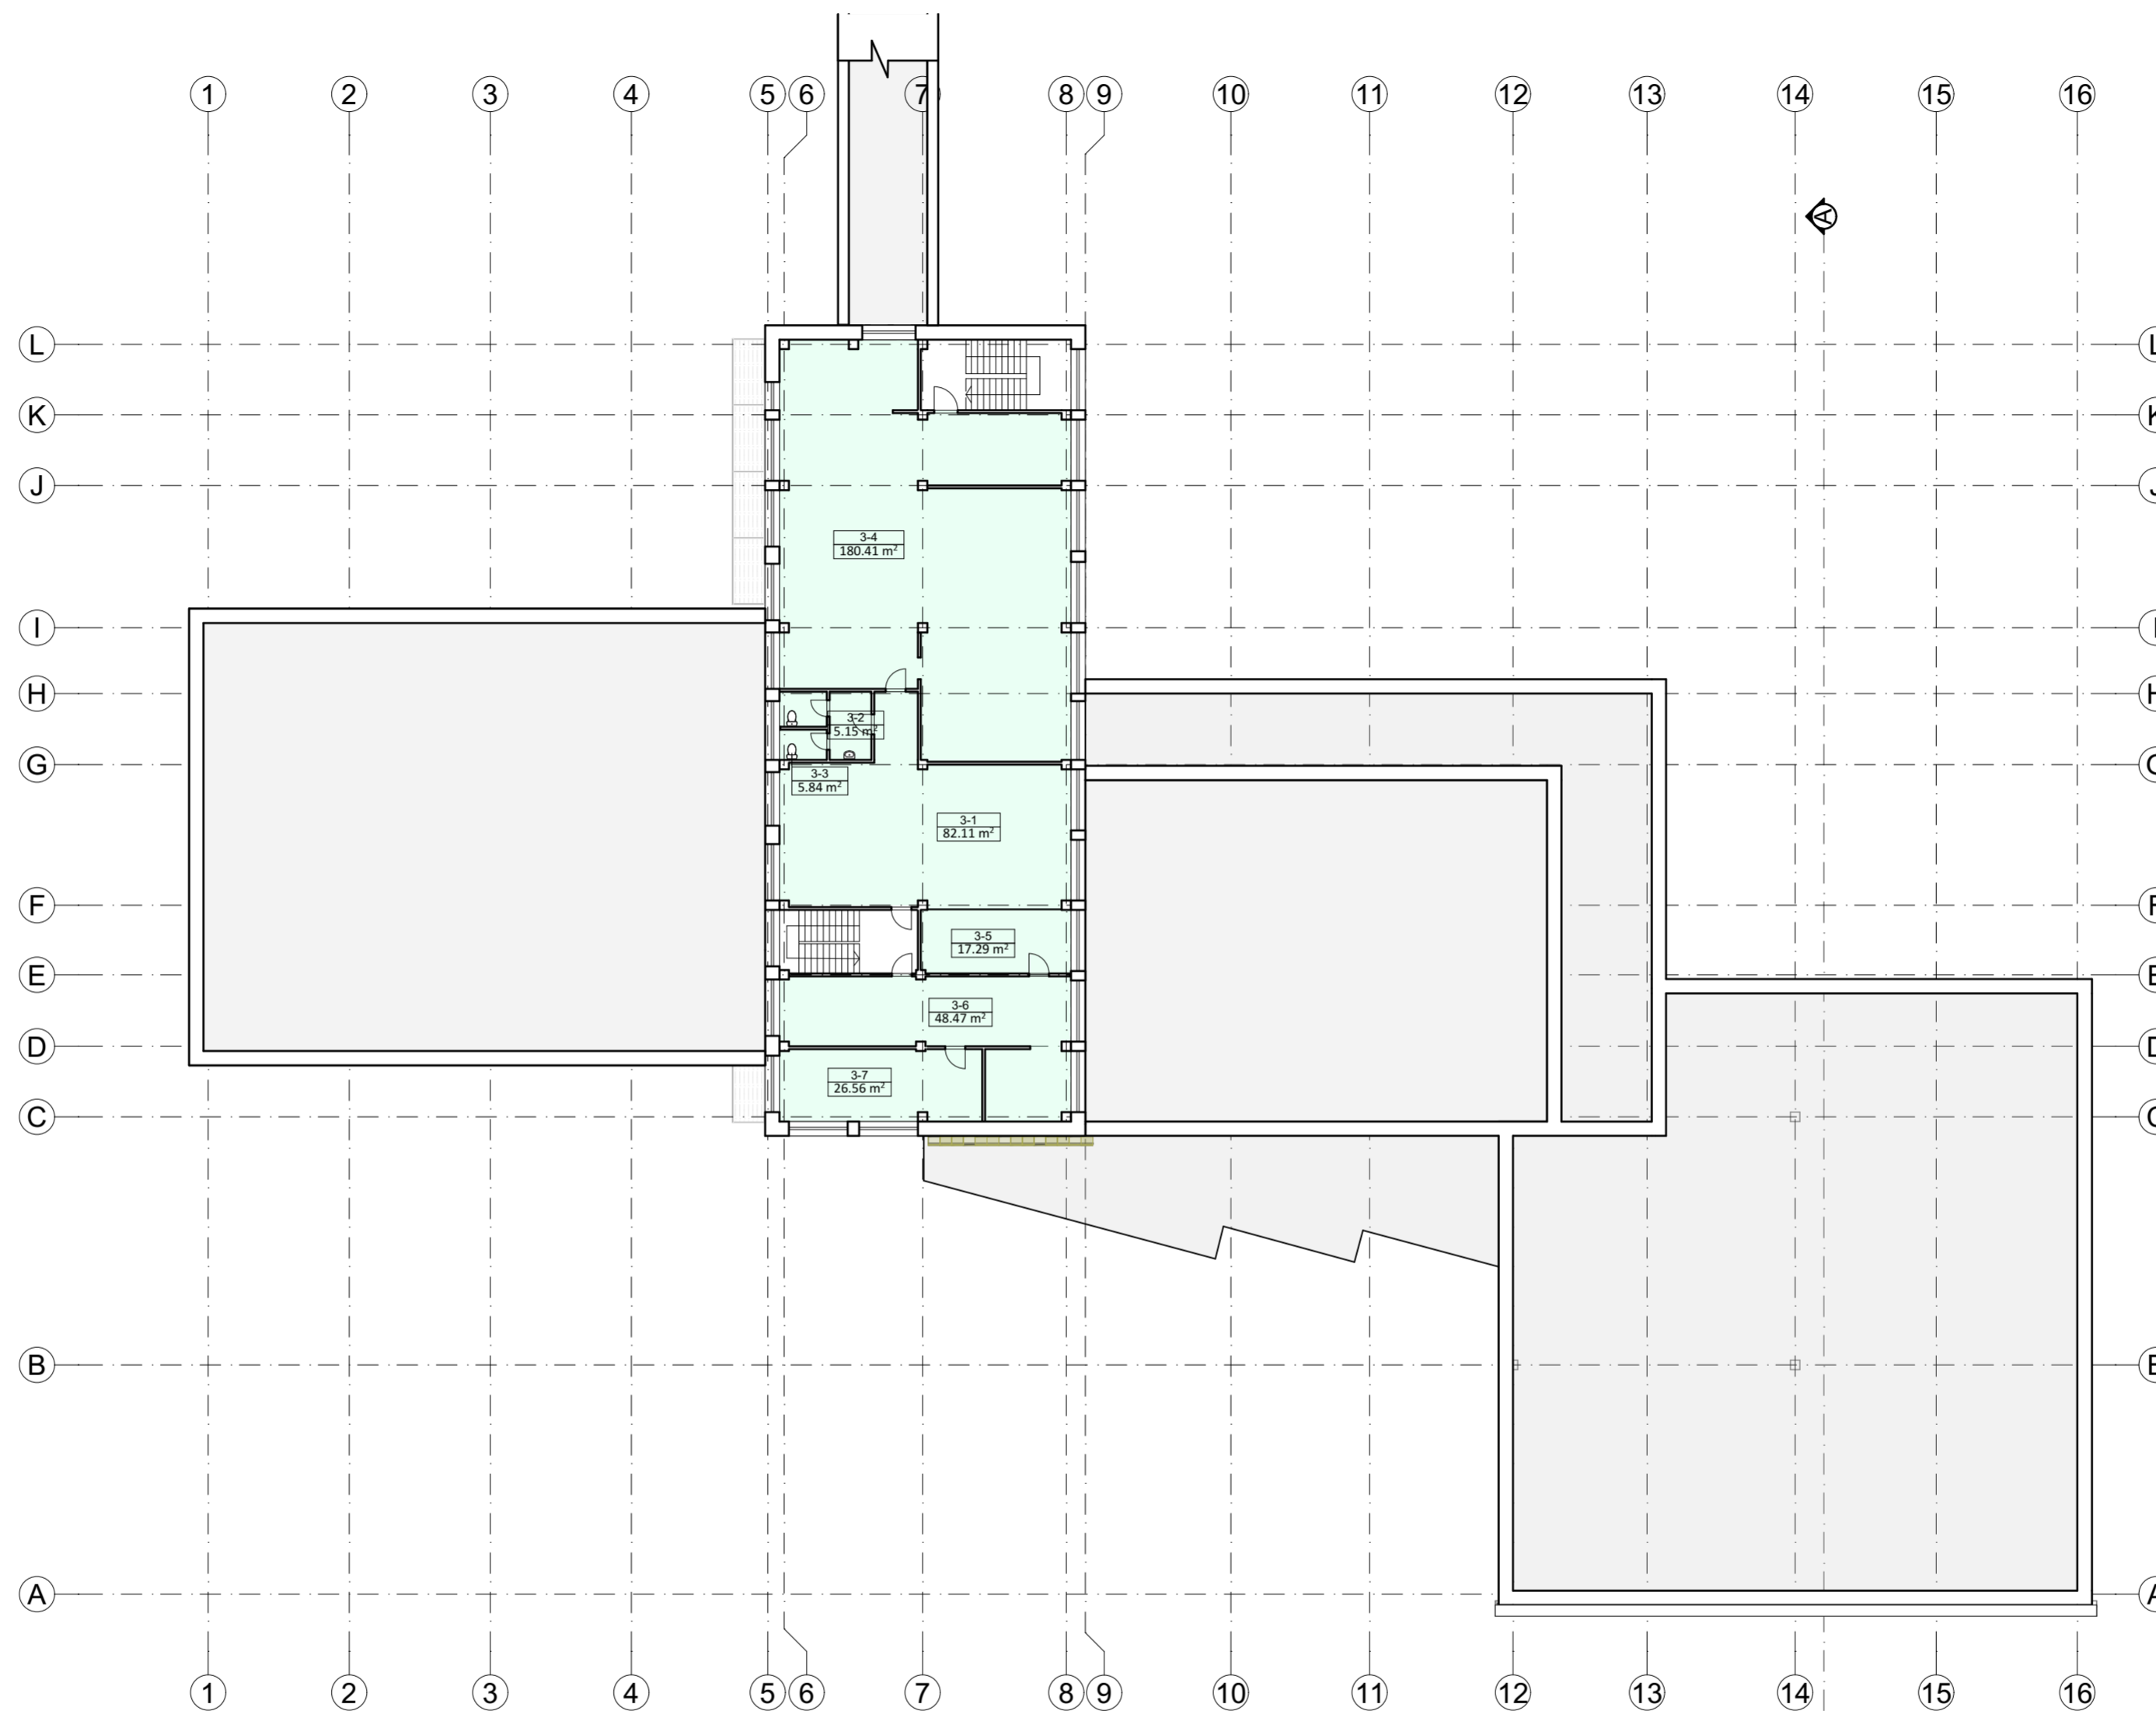 1 2 3 4 5 6 7 8 9 10 11 12 13 14 15 16
A
L L
K K
J J
3-4
180.41 m²
I I
H H
3-2
5.15 m²
G G
3-3
5.84 m²
3-1
82.11 m²
F F
3-5
17.29 m²
E E
3-6
48.47 m²
D D
3-7
26.56 m²
C C
B B
A A
1 2 3 4 5 6 7 8 9 10 11 12 13 14 15 16